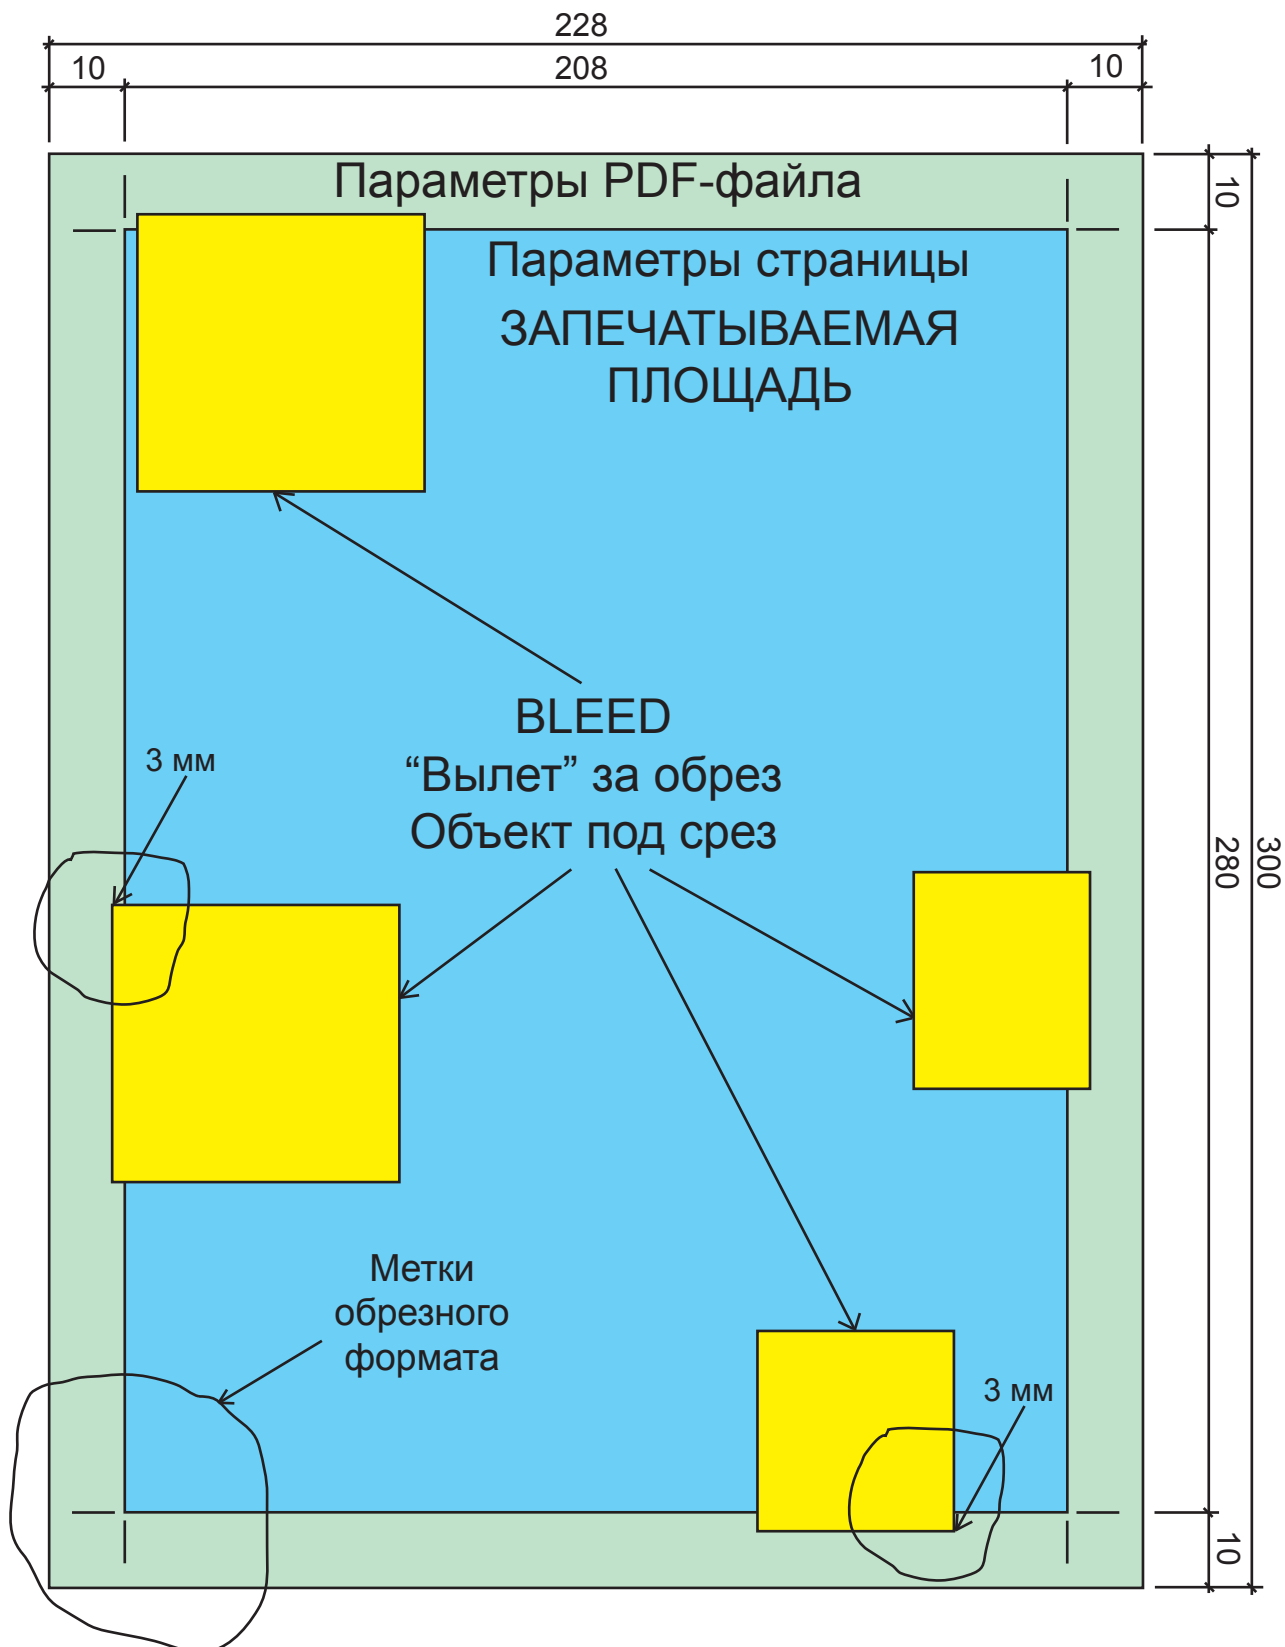 228
10
208
10
Параметры PDF-файла
10
Параметры страницы
ЗАПЕЧАТЫВАЕМАЯ
ПЛОЩАДЬ
BLEED
“Вылет” за обрез
Объект под срез
3 мм
280
300
Метки
обрезного
формата
3 мм
10